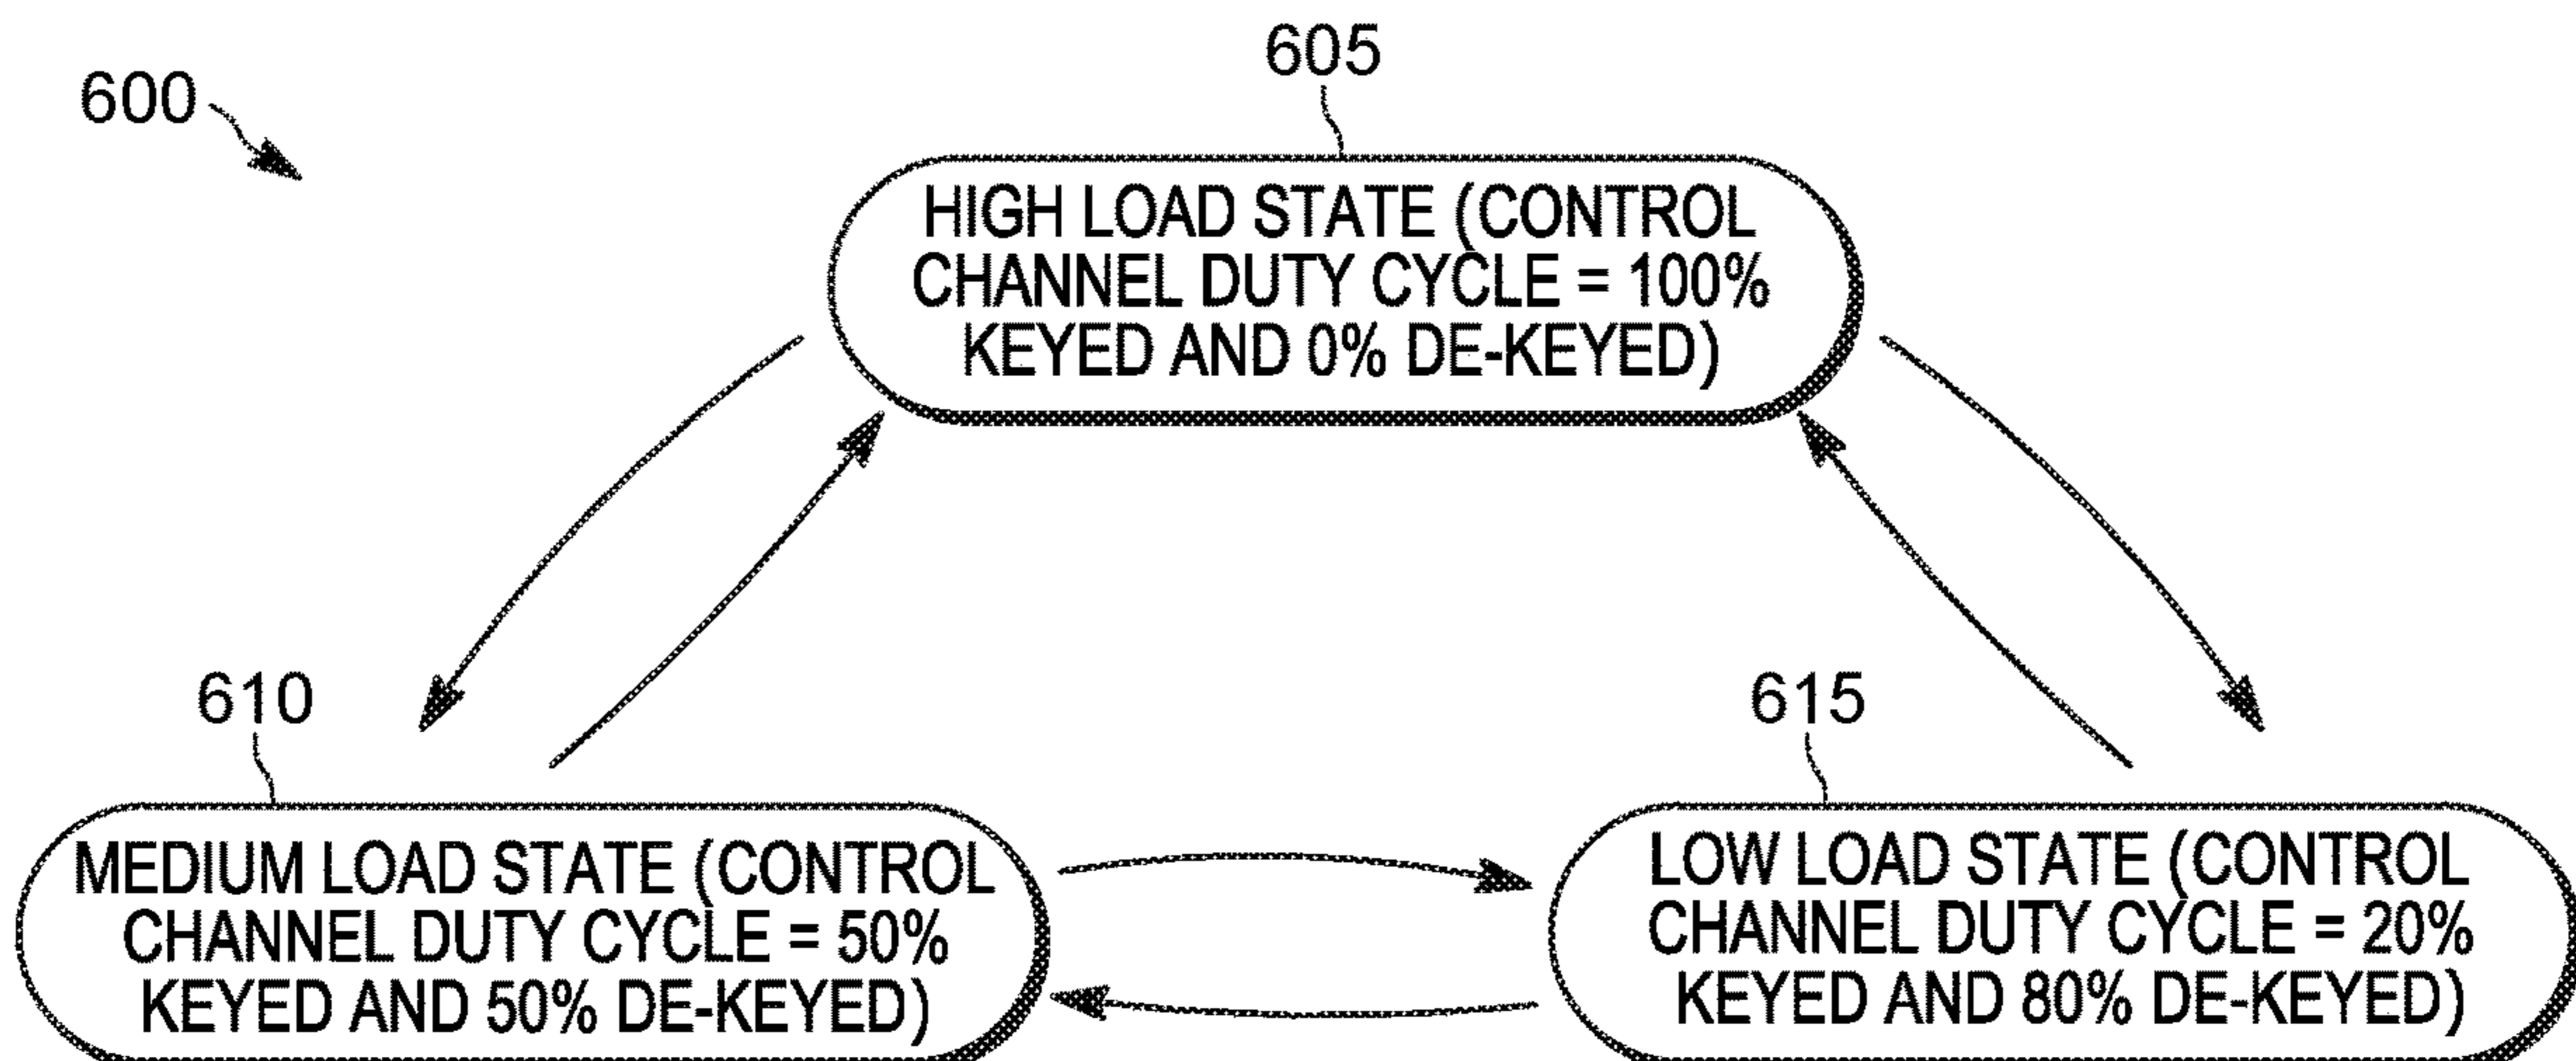 600
605
HIGH LOAD STATE (CONTROL
CHANNEL DUTY CYCLE = 100%
KEYED AND 0% DE-KEYED)
610
MEDIUM LOAD STATE (CONTROL
CHANNEL DUTY CYCLE = 50%
KEYED AND 50% DE-KEYED)
615
LOW LOAD STATE (CONTROL
CHANNEL DUTY CYCLE = 20%
KEYED AND 80% DE-KEYED)